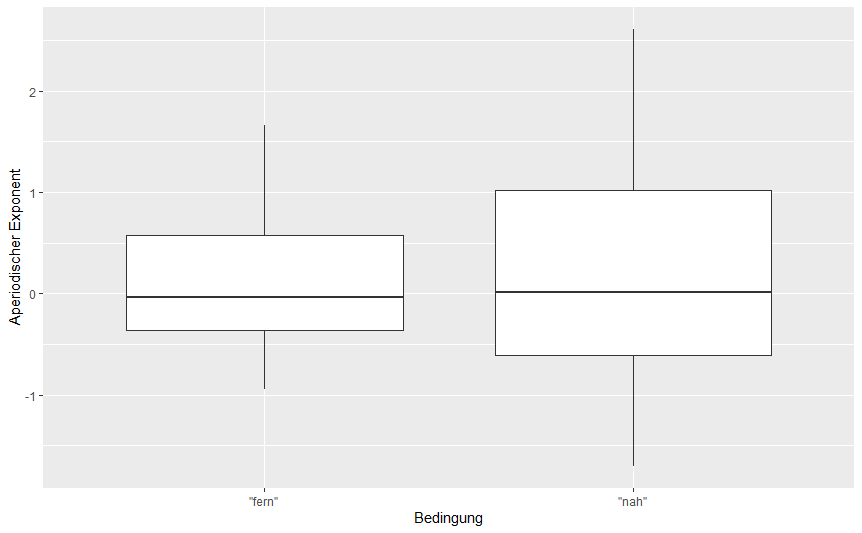 Aperiodischer Exponent
2
1
0
-1
"fern"
"nah"
Bedingung